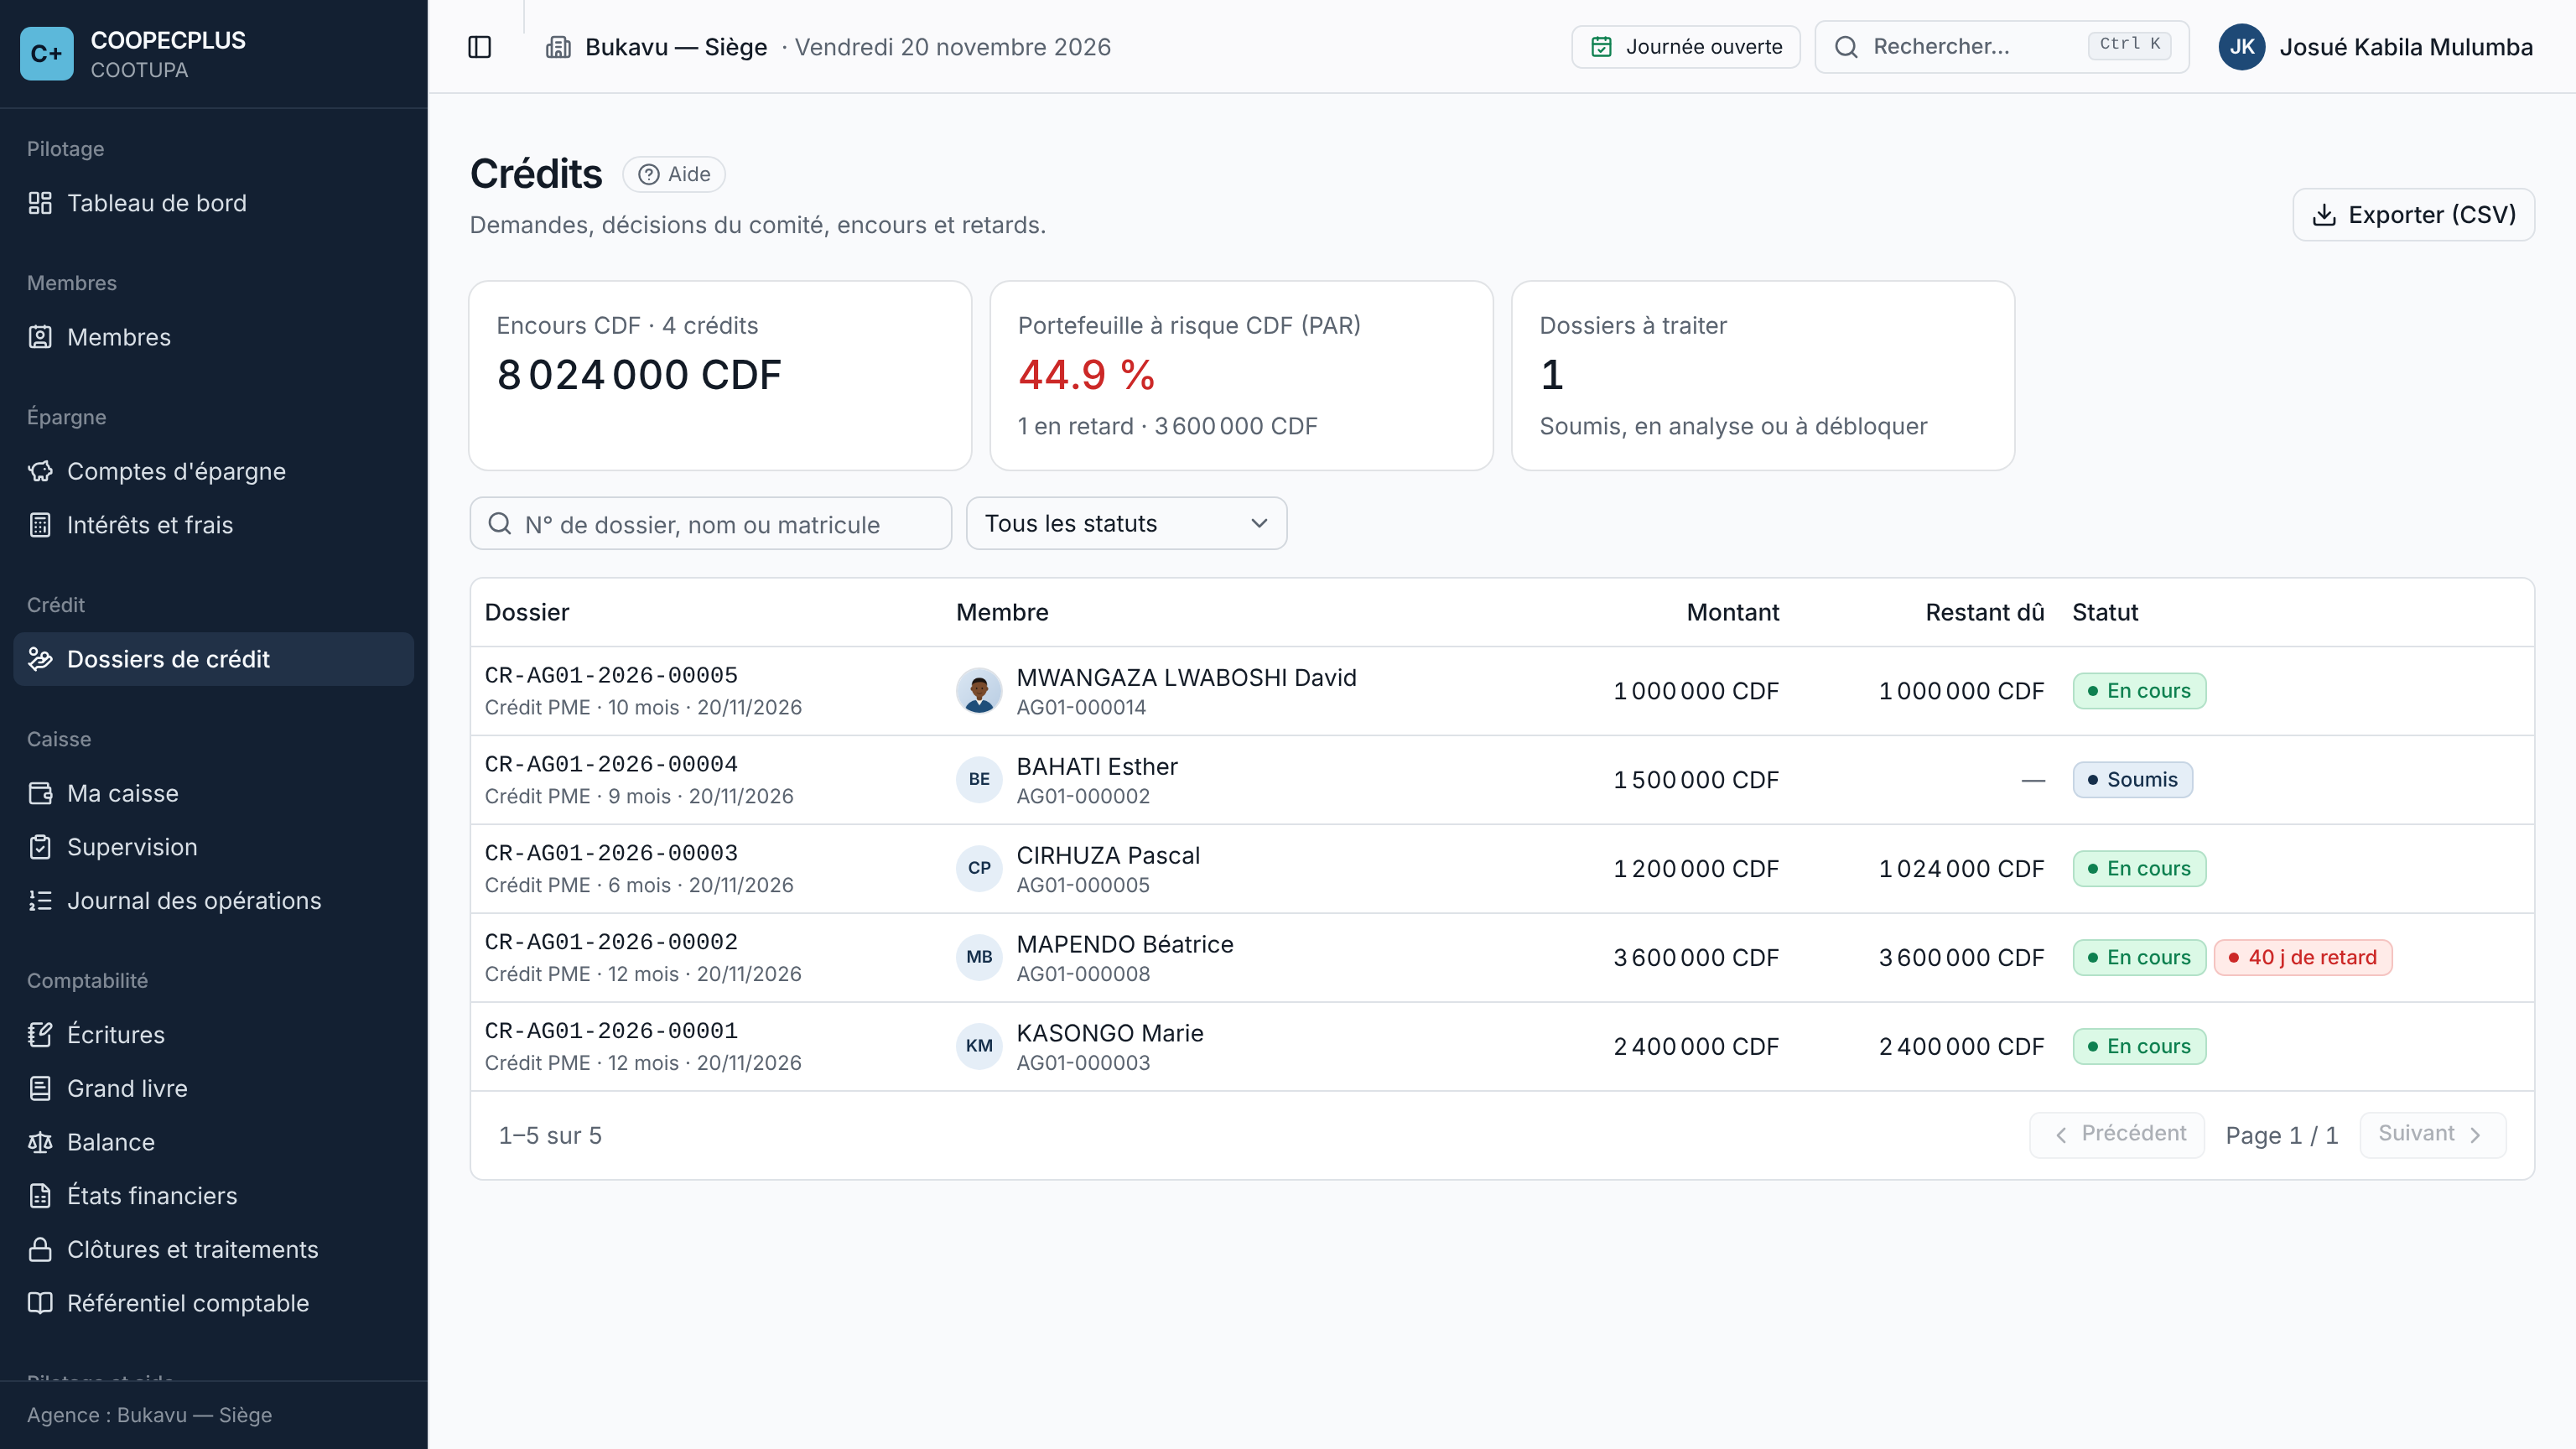 C+
COOPECPLUS
COOTUPA
Pilotage
Tableau de bord
Membres
Membres
Épargne
Comptes d'épargne
Intérêts et frais
Crédit
Dossiers de crédit
Caisse
Ma caisse
Supervision
Journal des opérations
Comptabilité
Écritures
Grand livre
Balance
États financiers
Clôtures et traitements
Référentiel comptable
Agence : Bukavu — Siège
Bukavu — Siège · Vendredi 20 novembre 2026
Journée ouverte
Rechercher... Ctrl K
JK Josué Kabila Mulumba
Crédits Aide
Demandes, décisions du comité, encours et retards.
Exporter (CSV)
Encours CDF · 4 crédits
8 024 000 CDF
Portefeuille à risque CDF (PAR)
44.9 %
1 en retard · 3 600 000 CDF
Dossiers à traiter
1
Soumis, en analyse ou à débloquer
N° de dossier, nom ou matricule
Tous les statuts
Dossier Membre Montant Restant dû Statut
CR-AG01-2026-00005 MWANGAZA LWABOSHI David 1 000 000 CDF 1 000 000 CDF En cours
Crédit PME · 10 mois · 20/11/2026 AG01-000014
CR-AG01-2026-00004 BE BAHATI Esther 1 500 000 CDF — Soumis
Crédit PME · 9 mois · 20/11/2026 AG01-000002
CR-AG01-2026-00003 CP CIRHUZA Pascal 1 200 000 CDF 1 024 000 CDF En cours
Crédit PME · 6 mois · 20/11/2026 AG01-000005
CR-AG01-2026-00002 MB MAPENDO Béatrice 3 600 000 CDF 3 600 000 CDF En cours 40 j de retard
Crédit PME · 12 mois · 20/11/2026 AG01-000008
CR-AG01-2026-00001 KM KASONGO Marie 2 400 000 CDF 2 400 000 CDF En cours
Crédit PME · 12 mois · 20/11/2026 AG01-000003
1–5 sur 5
Précédent Page 1 / 1 Suivant